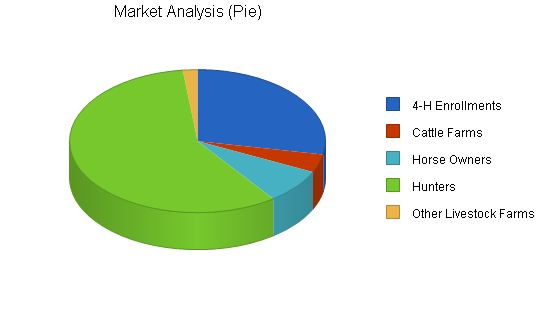 Market Analysis (Pie)
4-H Enrollments
Cattle Farms
Horse Owners
Hunters
Other Livestock Farms